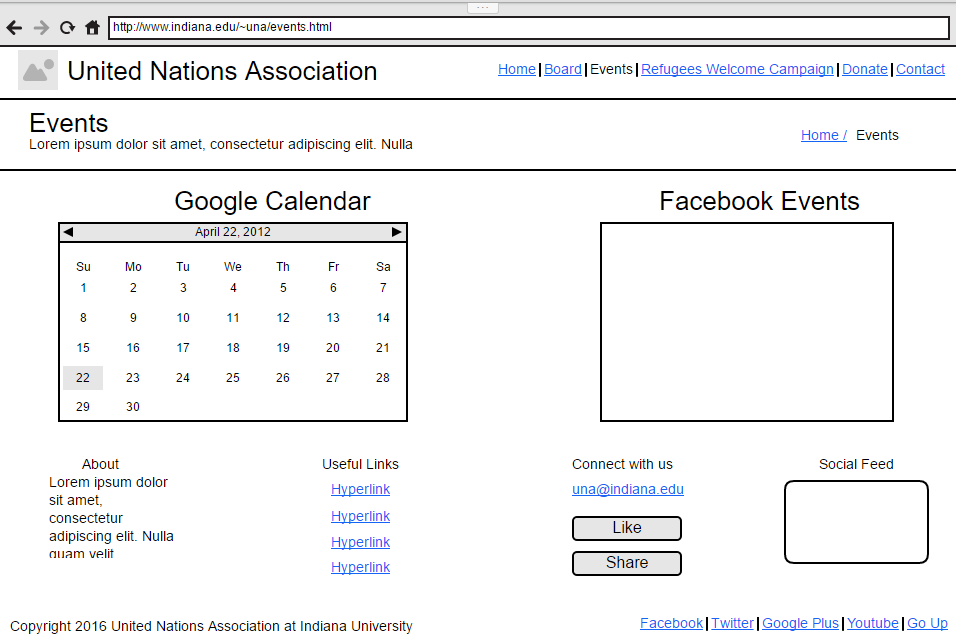 http://www.indiana.edu/~una/events.html
United Nations Association
Home | Board | Events | Refugees Welcome Campaign | Donate | Contact
Events
Lorem ipsum dolor sit amet, consectetur adipiscing elit. Nulla
Home / Events
Google Calendar
April 22, 2012
Su Mo Tu We Th Fr Sa
1 2 3 4 5 6 7
8 9 10 11 12 13 14
15 16 17 18 19 20 21
22 23 24 25 26 27 28
29 30
Facebook Events
About
Lorem ipsum dolor
sit amet,
consectetur
adipiscing elit. Nulla
quam velit
Useful Links
Hyperlink
Hyperlink
Hyperlink
Hyperlink
Connect with us
una@indiana.edu
Like
Share
Social Feed
Copyright 2016 United Nations Association at Indiana University
Facebook | Twitter | Google Plus | Youtube | Go Up